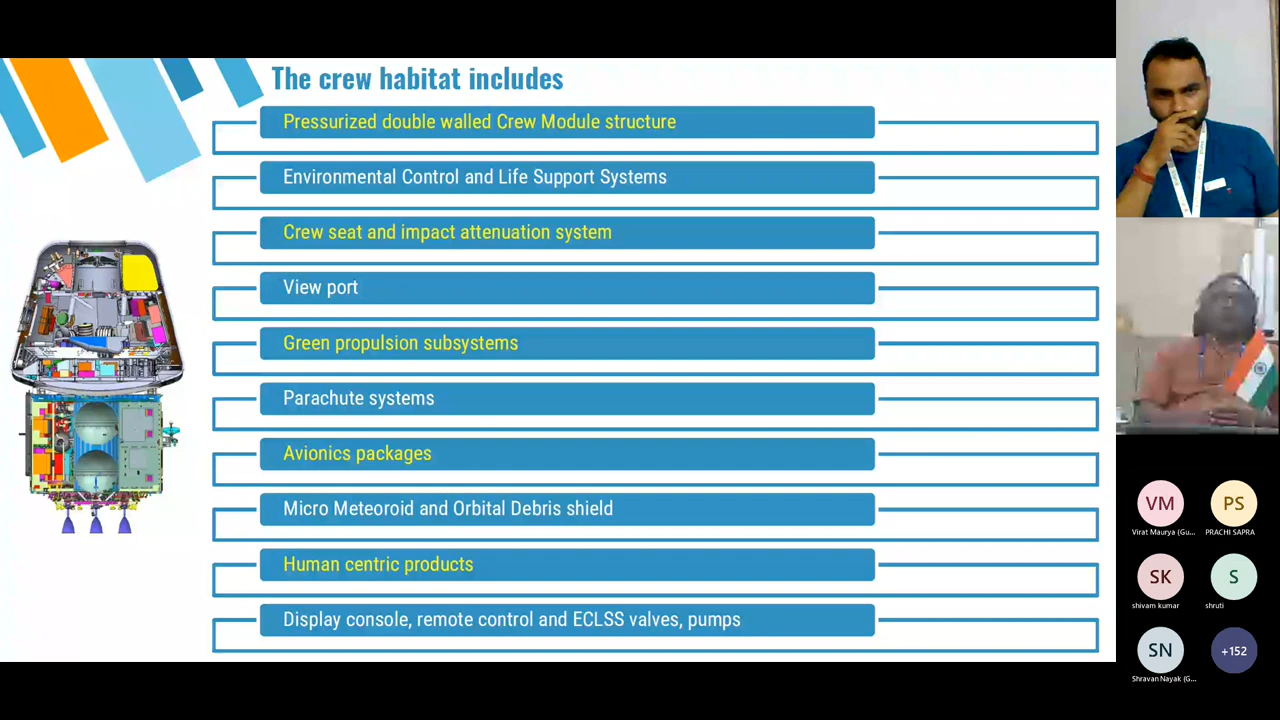 The crew habitat includes
Pressurized double walled Crew Module structure
Environmental Control and Life Support Systems
Crew seat and impact attenuation system
View port
Green propulsion subsystems
Parachute systems
Avionics packages
Micro Meteoroid and Orbital Debris shield
Human centric products
Display console, remote control and ECLSS valves, pumps
VM
Virat Maurya (Gu...
PS
PRACHI SAPRA
SK
shivam kumar
S
shruti
SN
Shravan Nayak (G...
+152